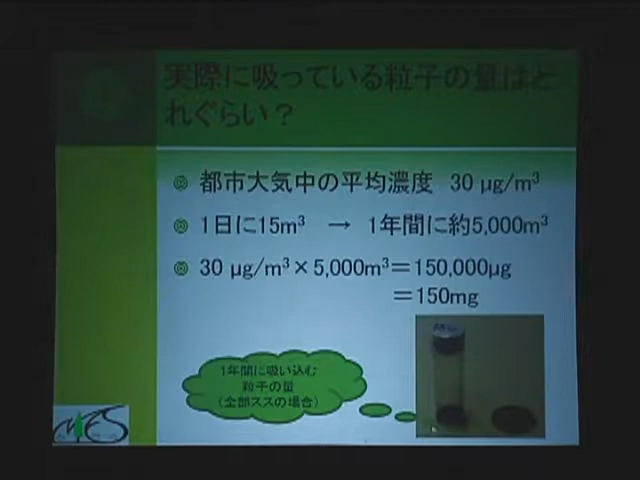 実際に吸っている粒子の量はど
れぐらい？
都市大気中の平均濃度 30 µg/m³
1日に15m³ → 1年間に約5,000m³
30 µg/m³×5,000m³＝150,000µg
＝150mg
1年間に吸い込む
粒子の量
（全部ススの場合）
MES